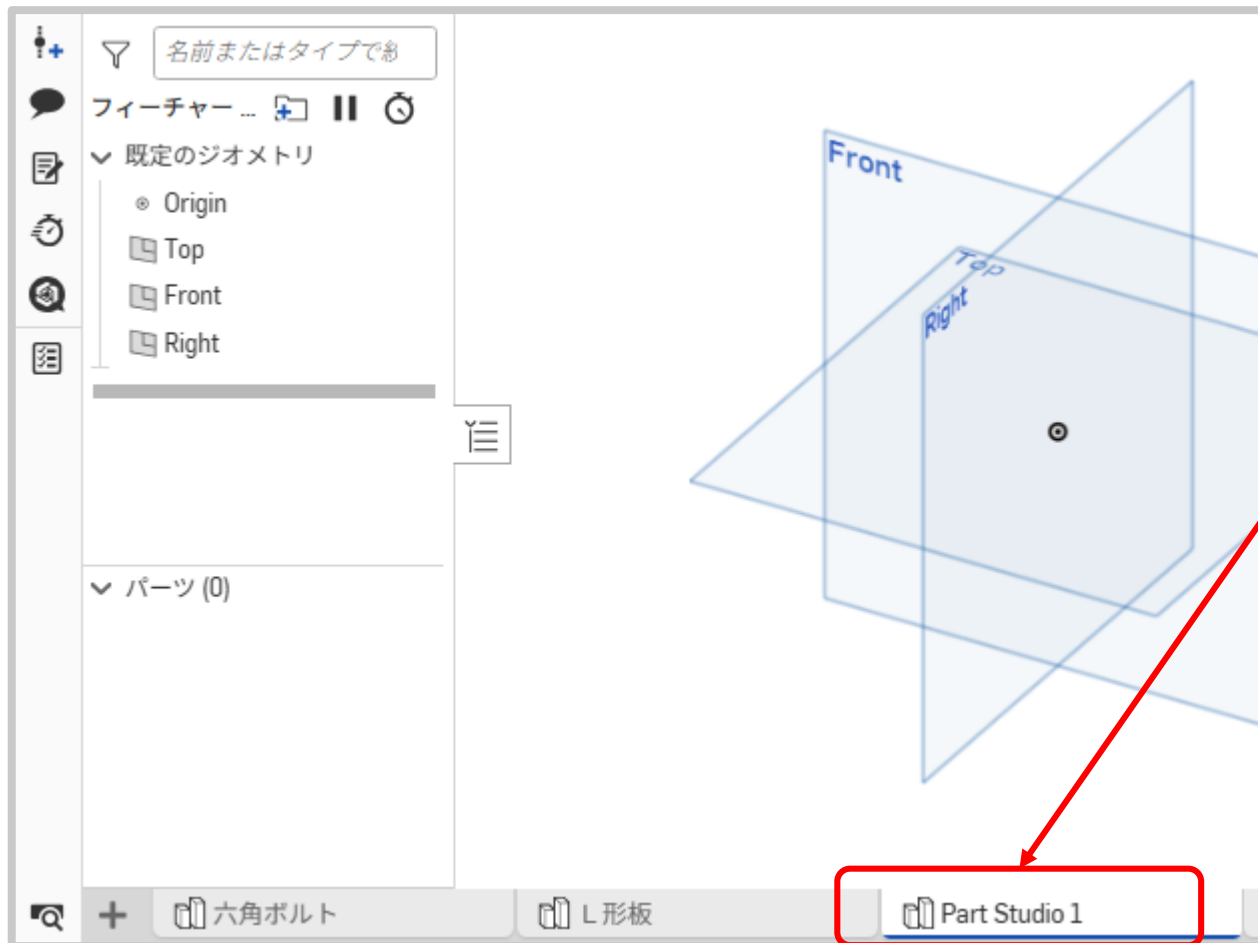 名前またはタイプで
フィーチャー ...
既定のジオメトリ
Origin
Top
Front
Right
パーツ (0)
Front
Top
Right
六角ボルト
L形板
Part Studio 1